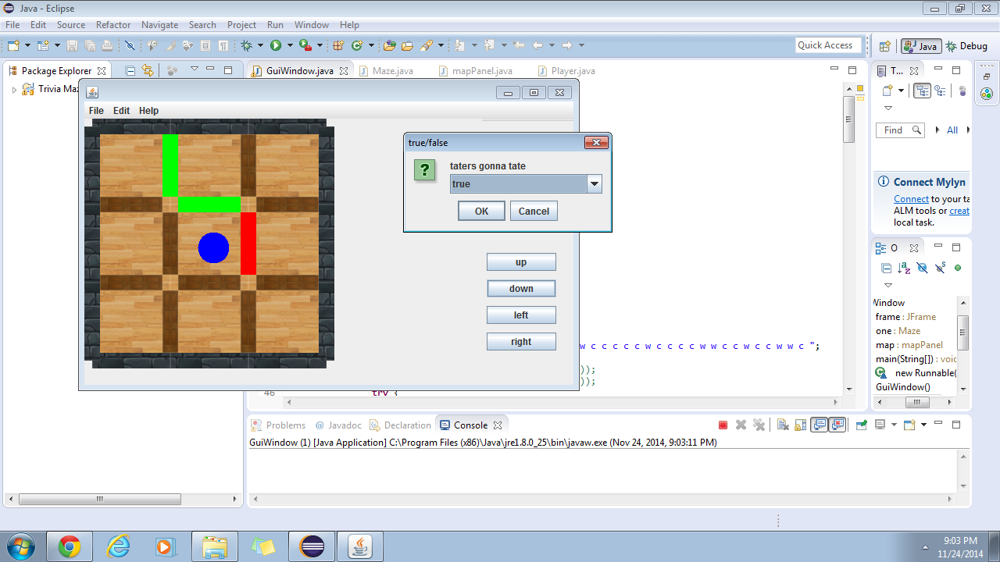 Java - Eclipse
File Edit Source Refactor Navigate Search Project Run Window Help
Quick Access
Java
Debug
Package Explorer
GuiWindow.java
Maze.java
mapPanel.java
Player.java
T...
Trivia Maz
File Edit Help
true/false
taters gonna tate
true
OK
Cancel
Find
All
Connect Mylyn
Connect to your ta
ALM tools or creat
local task.
O
up
down
left
right
Window
frame : JFrame
one : Maze
map : mapPanel
main(String[]) : voic
new Runnable(
GuiWindow()
w c c c c c w c c c c w w c c w c c w w c ";
));
));
46 try {
Problems
@ Javadoc
Declaration
Console
GuiWindow (1) [Java Application] C:\Program Files (x86)\Java\jre1.8.0_25\bin\javaw.exe (Nov 24, 2014, 9:03:11 PM)
9:03 PM
11/24/2014